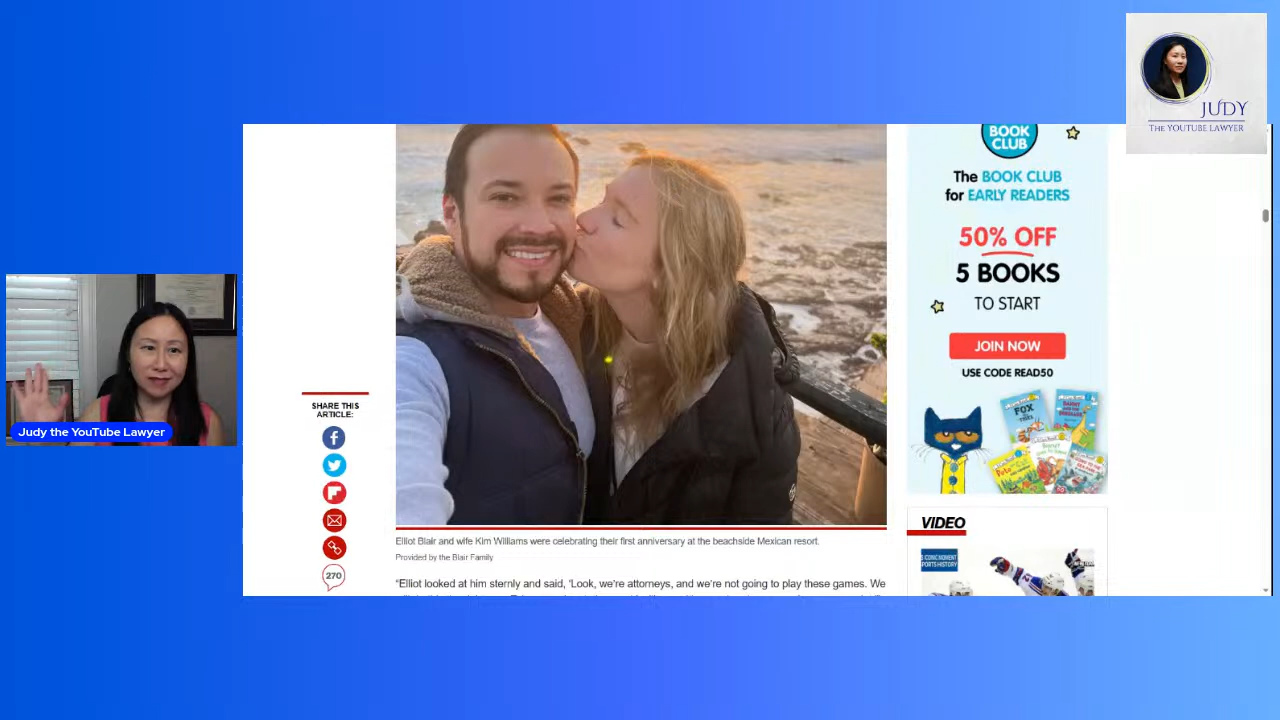 JUDY
THE YOUTUBE LAWYER
BOOK
CLUB
The BOOK CLUB
for EARLY READERS
50% OFF
5 BOOKS
TO START
JOIN NOW
USE CODE READ50
FOX
Pete
SHARE THIS
ARTICLE:
270
Judy the YouTube Lawyer
Elliot Blair and wife Kim Williams were celebrating their first anniversary at the beachside Mexican resort.
Provided by the Blair Family
“Elliot looked at him sternly and said, ‘Look, we're attorneys, and we're not going to play these games. We
VIDEO